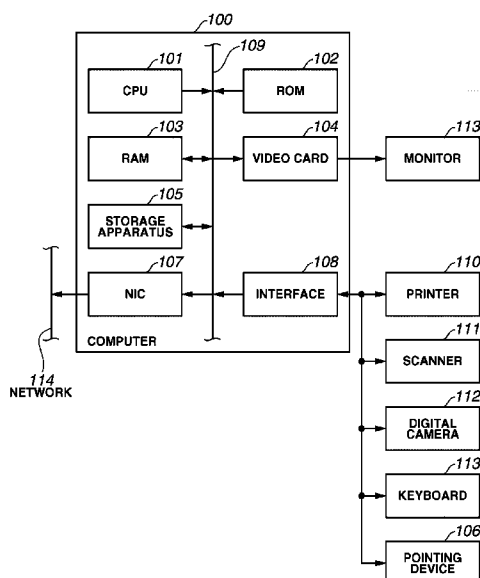 100
109
101
CPU
102
ROM
103
RAM
104
VIDEO CARD
113
MONITOR
105
STORAGE
APPARATUS
107
NIC
108
INTERFACE
110
PRINTER
COMPUTER
114
NETWORK
111
SCANNER
112
DIGITAL
CAMERA
113
KEYBOARD
106
POINTING
DEVICE